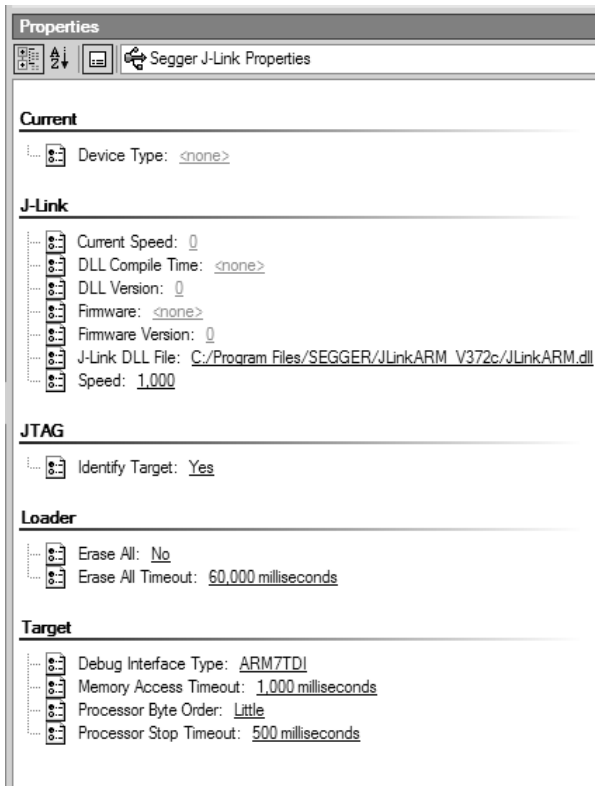 Properties
Segger J-Link Properties
Current
Device Type: <none>
J-Link
Current Speed: 0
DLL Compile Time: <none>
DLL Version: 0
Firmware: <none>
Firmware Version: 0
J-Link DLL File: C:/Program Files/SEGGER/JLinkARM_V372c/JLinkARM.dll
Speed: 1,000
JTAG
Identify Target: Yes
Loader
Erase All: No
Erase All Timeout: 60,000 milliseconds
Target
Debug Interface Type: ARM7TDI
Memory Access Timeout: 1,000 milliseconds
Processor Byte Order: Little
Processor Stop Timeout: 500 milliseconds